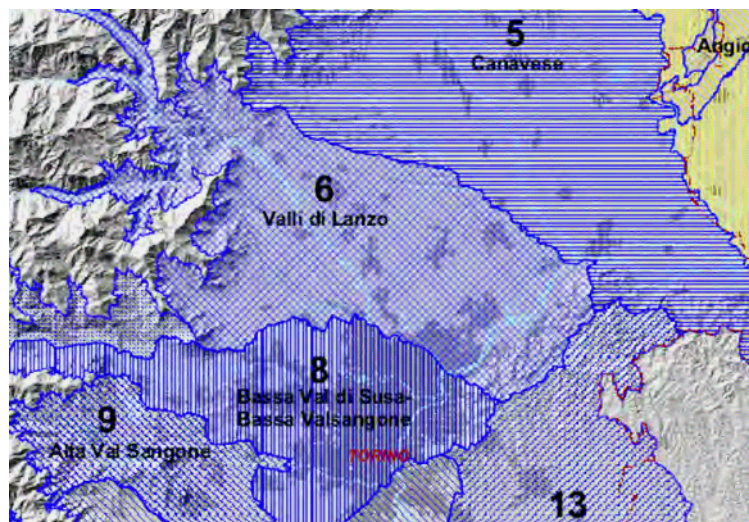 5
Canavese
Angio
6
Valli di Lanzo
8
Bassa Val di Susa-
Bassa Valsangone
9
Alta Val Sangone
TORINO
13